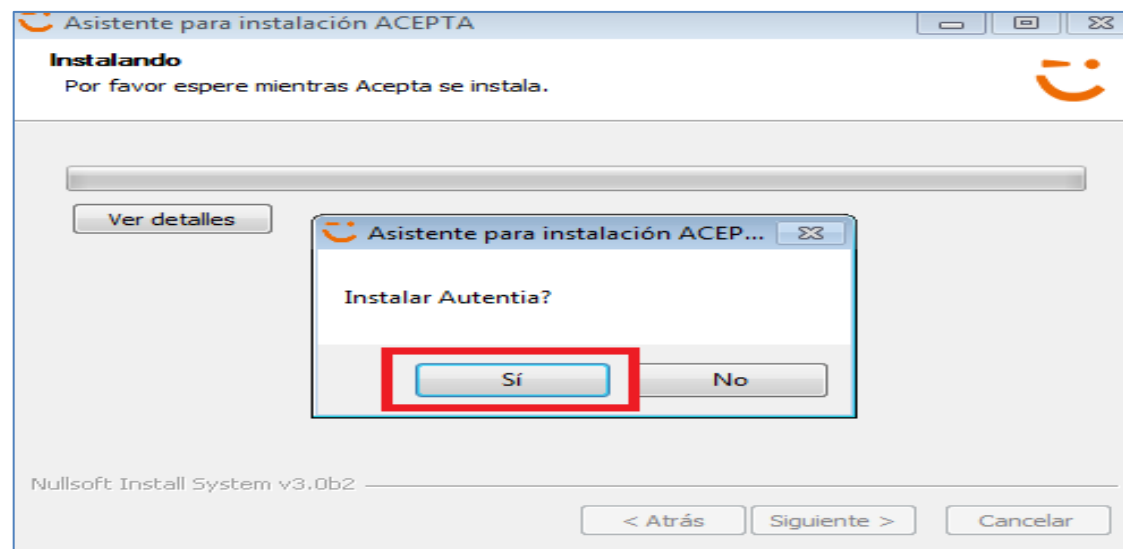 Asistente para instalación ACEPTA
Instalando
Por favor espere mientras Acepta se instala.
Ver detalles
Asistente para instalación ACEP...
Instalar Autentia?
Sí
No
Nullsoft Install System v3.0b2
< Atrás
Siguiente >
Cancelar